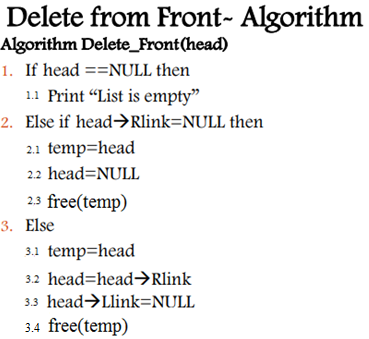 Delete from Front- Algorithm
Algorithm Delete_Front(head)
1. If head ==NULL then
1.1 Print “List is empty”
2. Else if head→Rlink=NULL then
2.1 temp=head
2.2 head=NULL
2.3 free(temp)
3. Else
3.1 temp=head
3.2 head=head→Rlink
3.3 head→Llink=NULL
3.4 free(temp)